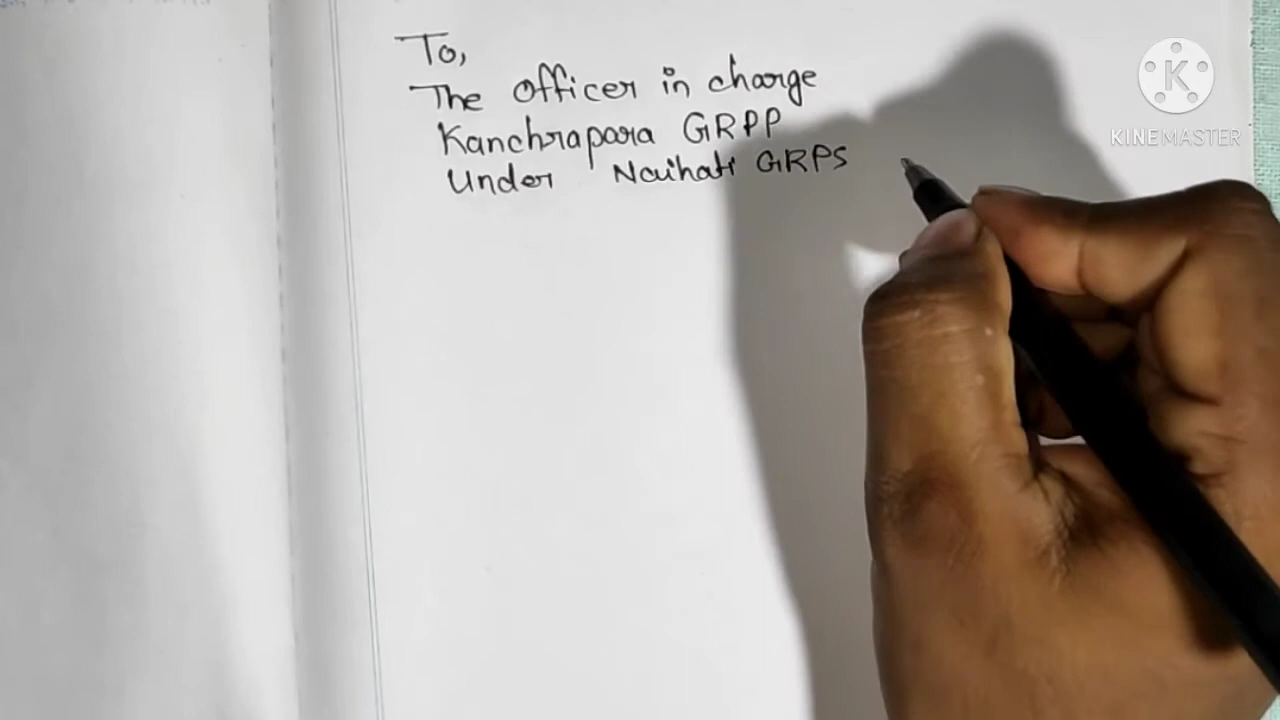 To,
The officer in charge
Kanchrapara GRPP
Under Naihati GRPS
K
KINEMASTER